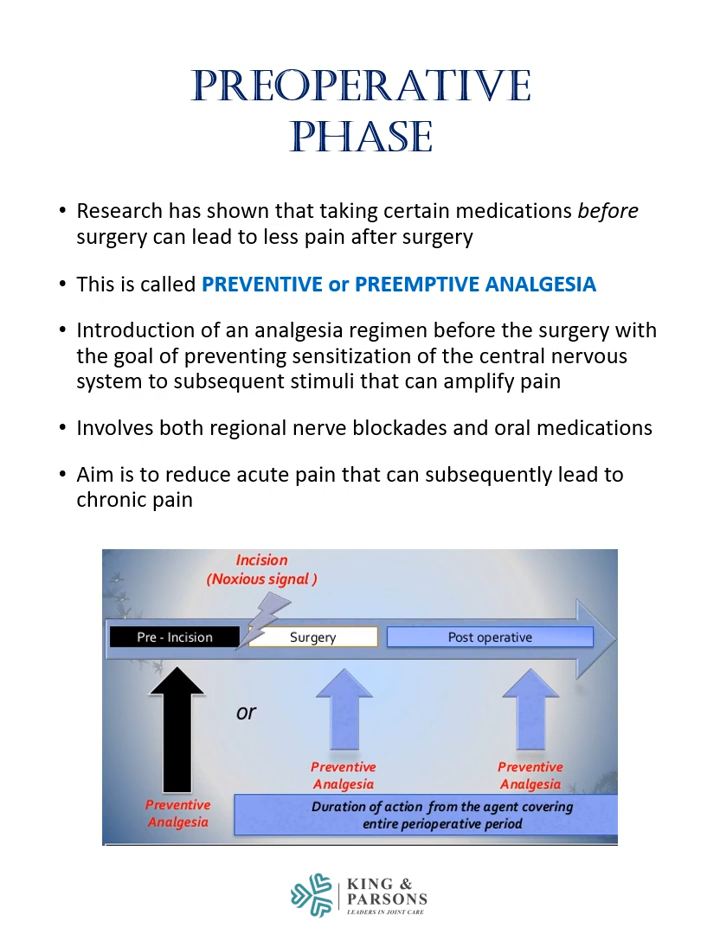 PREOPERATIVE
PHASE
• Research has shown that taking certain medications before
surgery can lead to less pain after surgery
• This is called PREVENTIVE or PREEMPTIVE ANALGESIA
• Introduction of an analgesia regimen before the surgery with
the goal of preventing sensitization of the central nervous
system to subsequent stimuli that can amplify pain
• Involves both regional nerve blockades and oral medications
• Aim is to reduce acute pain that can subsequently lead to
chronic pain
Incision
(Noxious signal )
Pre - Incision
Surgery
Post operative
or
Preventive
Analgesia
Preventive
Analgesia
Preventive
Analgesia
Duration of action from the agent covering
entire perioperative period
KING &
PARSONS
LEADERS IN JOINT CARE